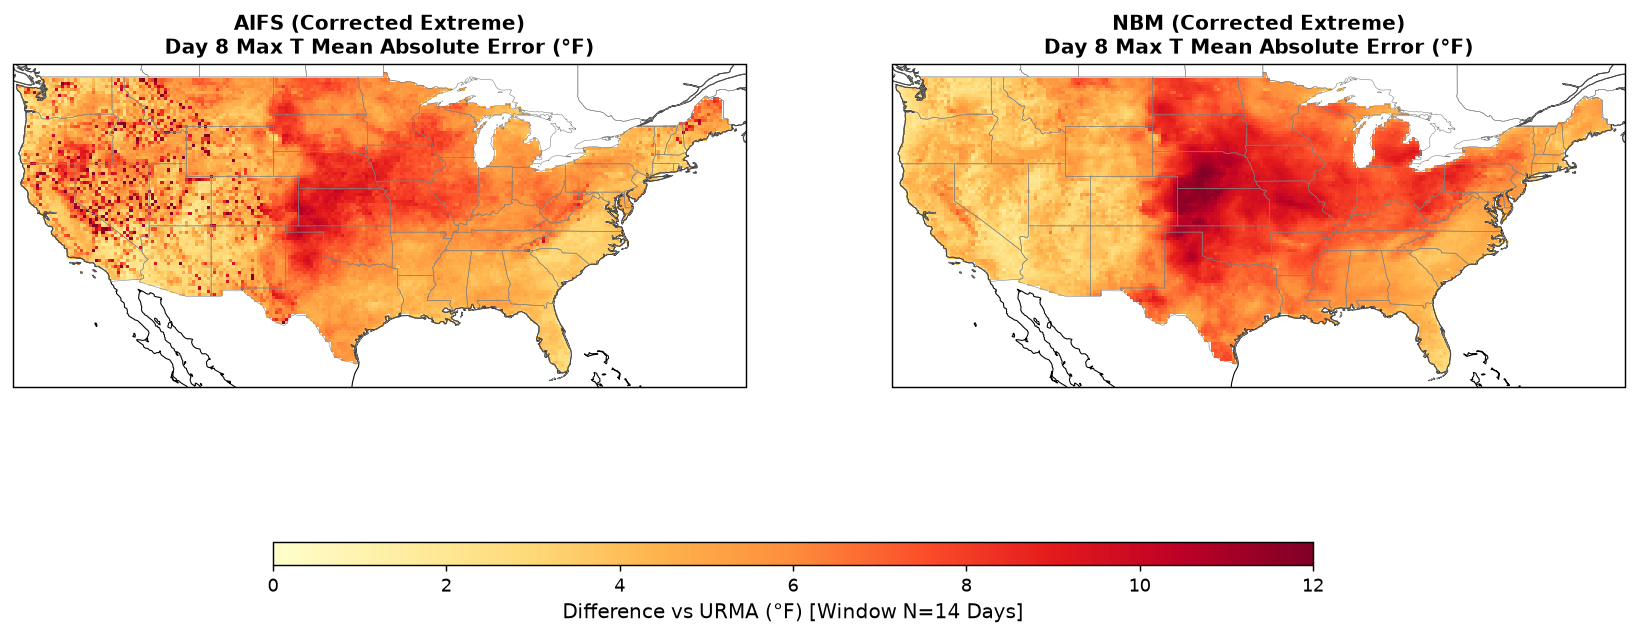 AIFS (Corrected Extreme)
Day 8 Max T Mean Absolute Error (°F)
NBM (Corrected Extreme)
Day 8 Max T Mean Absolute Error (°F)
0 2 4 6 8 10 12
Difference vs URMA (°F) [Window N=14 Days]